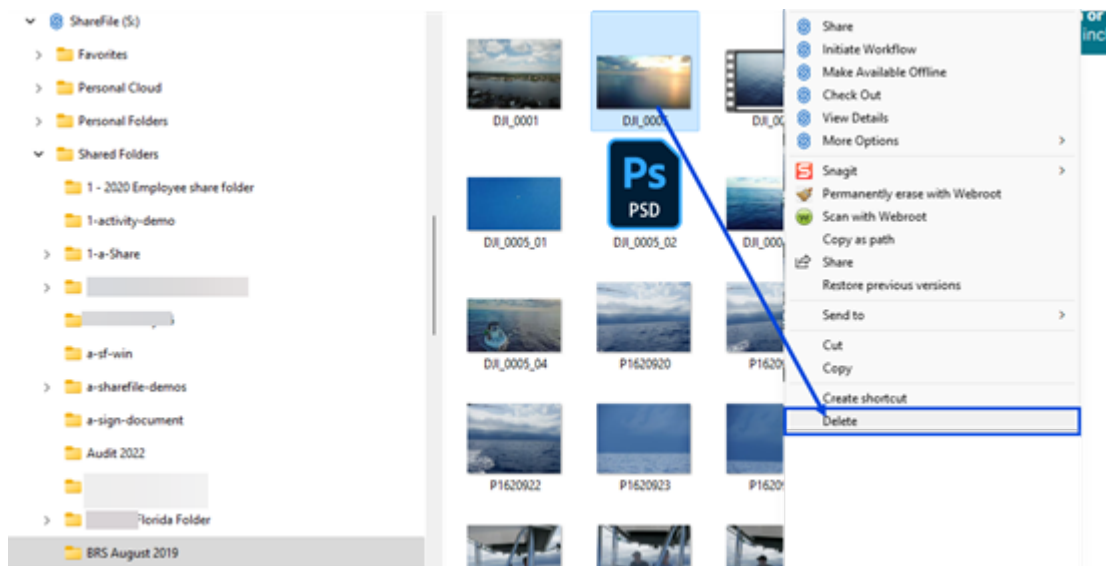 ShareFile (S:)
Favorites
Personal Cloud
Personal Folders
Shared Folders
1 - 2020 Employee share folder
1-activity-demo
1-a-Share
a-sf-win
a-sharefile-demos
a-sign-document
Audit 2022
Florida Folder
BRS August 2019
DJI_0001
Ps
PSD
DJI_0005_01
DJI_0005_02
DJI_0005_04
P1620920
P1620922
P1620923
Share
Initiate Workflow
Make Available Offline
Check Out
View Details
More Options
Snagit
Permanently erase with Webroot
Scan with Webroot
Copy as path
Share
Restore previous versions
Send to
Cut
Copy
Create shortcut
Delete
or